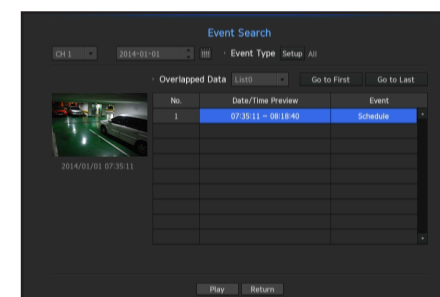 Event Search
CH 1 2014-01-01 Event Type Setup All
Overlapped Data List0 Go to First Go to Last
No. Date/Time Preview Event
1 07:35:11 ~ 08:18:40 Schedule
2014/01/01 07:35:11
Play Return